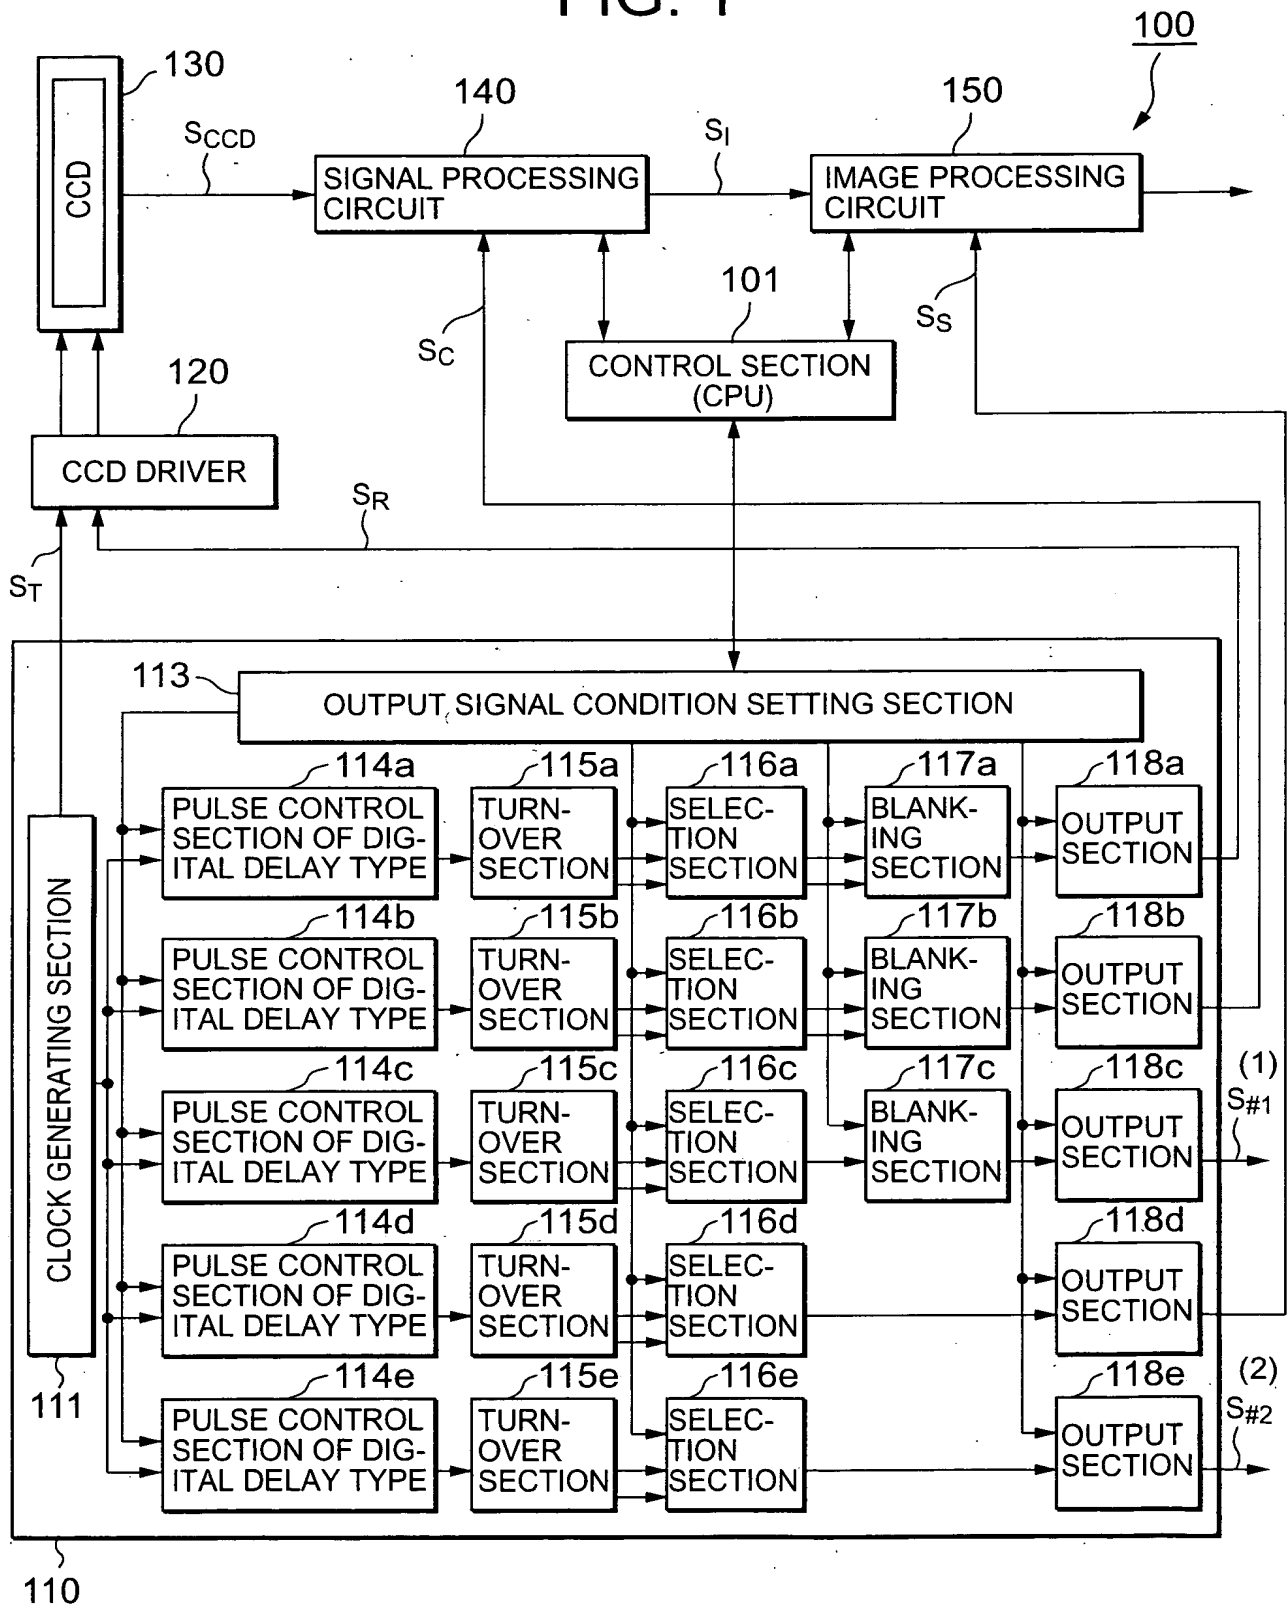 FIG. 1
100
130
140
150
SCCD
SI
CCD
SIGNAL PROCESSING
CIRCUIT
IMAGE PROCESSING
CIRCUIT
101
SC
SS
CONTROL SECTION
(CPU)
120
CCD DRIVER
SR
ST
113
OUTPUT SIGNAL CONDITION SETTING SECTION
114a
115a
116a
117a
118a
PULSE CONTROL
SECTION OF DIG-
ITAL DELAY TYPE
TURN-
OVER
SECTION
SELEC-
TION
SECTION
BLANK-
ING
SECTION
OUTPUT
SECTION
114b
115b
116b
117b
118b
PULSE CONTROL
SECTION OF DIG-
ITAL DELAY TYPE
TURN-
OVER
SECTION
SELEC-
TION
SECTION
BLANK-
ING
SECTION
OUTPUT
SECTION
CLOCK GENERATING SECTION
114c
115c
116c
117c
118c
(1)
S#1
PULSE CONTROL
SECTION OF DIG-
ITAL DELAY TYPE
TURN-
OVER
SECTION
SELEC-
TION
SECTION
BLANK-
ING
SECTION
OUTPUT
SECTION
114d
115d
116d
118d
PULSE CONTROL
SECTION OF DIG-
ITAL DELAY TYPE
TURN-
OVER
SECTION
SELEC-
TION
SECTION
OUTPUT
SECTION
111
114e
115e
116e
118e
(2)
S#2
PULSE CONTROL
SECTION OF DIG-
ITAL DELAY TYPE
TURN-
OVER
SECTION
SELEC-
TION
SECTION
OUTPUT
SECTION
110